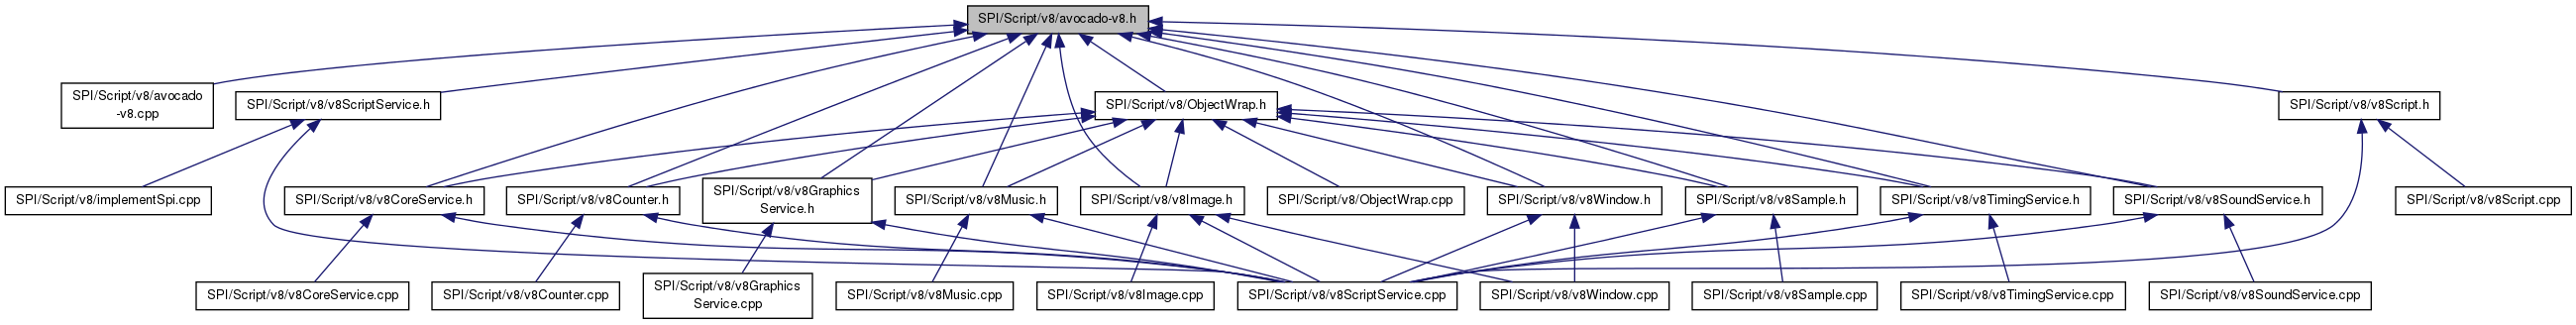 SPI/Script/v8/avocado-v8.h
SPI/Script/v8/avocado
-v8.cpp
SPI/Script/v8/v8ScriptService.h
SPI/Script/v8/ObjectWrap.h
SPI/Script/v8/v8Script.h
SPI/Script/v8/implementSpi.cpp
SPI/Script/v8/v8CoreService.h
SPI/Script/v8/v8Counter.h
SPI/Script/v8/v8Graphics
Service.h
SPI/Script/v8/v8Music.h
SPI/Script/v8/v8Image.h
SPI/Script/v8/ObjectWrap.cpp
SPI/Script/v8/v8Window.h
SPI/Script/v8/v8Sample.h
SPI/Script/v8/v8TimingService.h
SPI/Script/v8/v8SoundService.h
SPI/Script/v8/v8Script.cpp
SPI/Script/v8/v8CoreService.cpp
SPI/Script/v8/v8Counter.cpp
SPI/Script/v8/v8Graphics
Service.cpp
SPI/Script/v8/v8Music.cpp
SPI/Script/v8/v8Image.cpp
SPI/Script/v8/v8ScriptService.cpp
SPI/Script/v8/v8Window.cpp
SPI/Script/v8/v8Sample.cpp
SPI/Script/v8/v8TimingService.cpp
SPI/Script/v8/v8SoundService.cpp